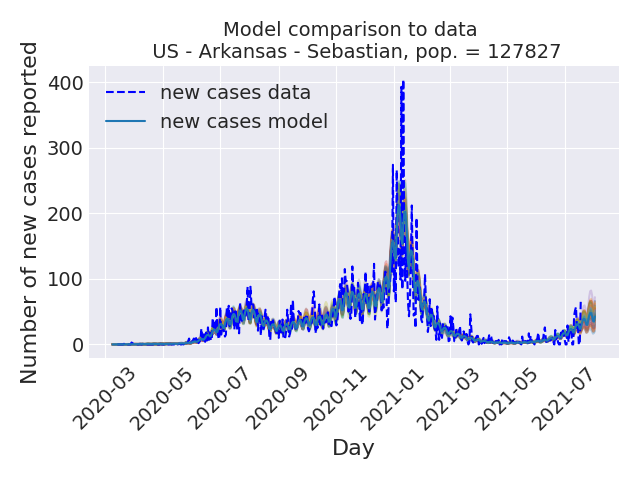 Model comparison to data
US - Arkansas - Sebastian, pop. = 127827
Number of new cases reported
400
300
200
100
0
new cases data
new cases model
2020-03
2020-05
2020-07
2020-09
2020-11
2021-01
2021-03
2021-05
2021-07
Day